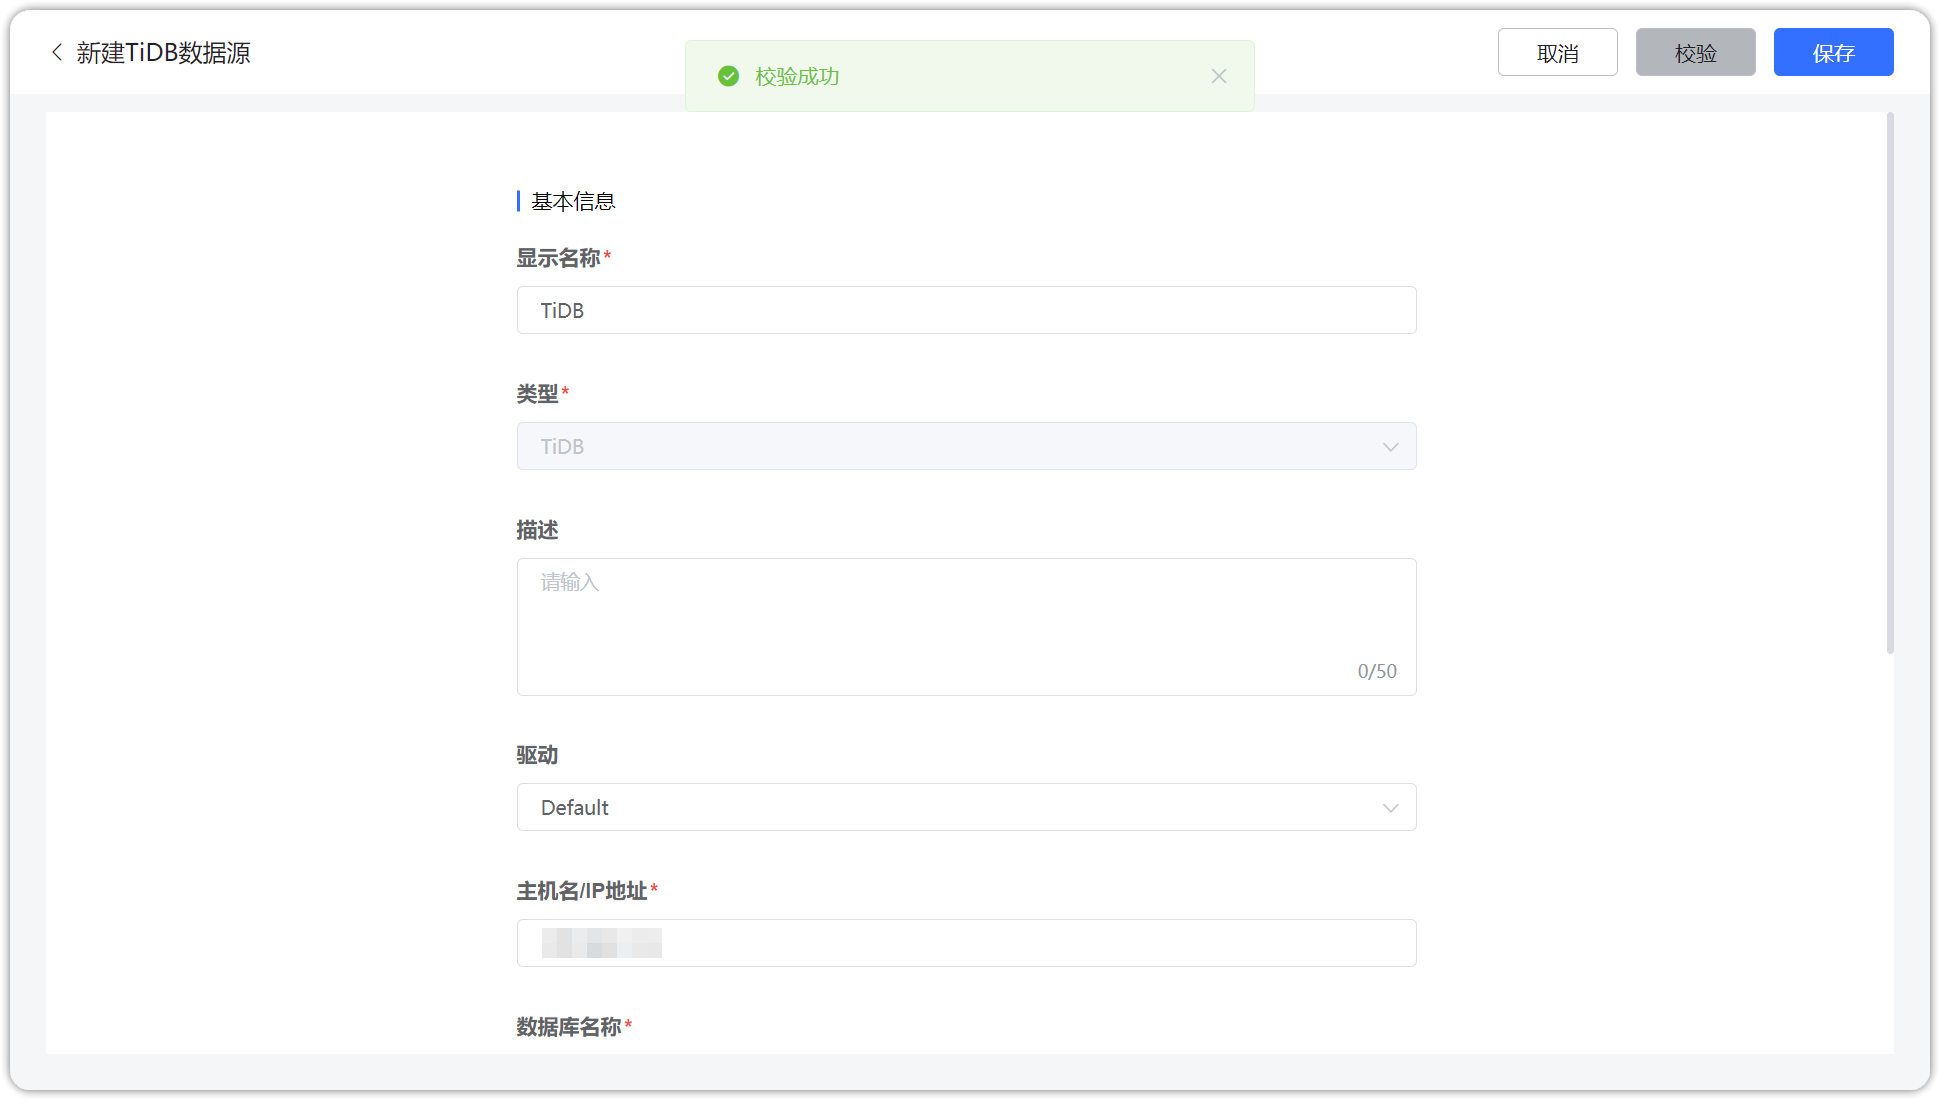 新建TiDB数据源
校验成功
取消
校验
保存
基本信息
显示名称*
TiDB
类型*
TiDB
描述
请输入
0/50
驱动
Default
主机名/IP地址*
数据库名称*